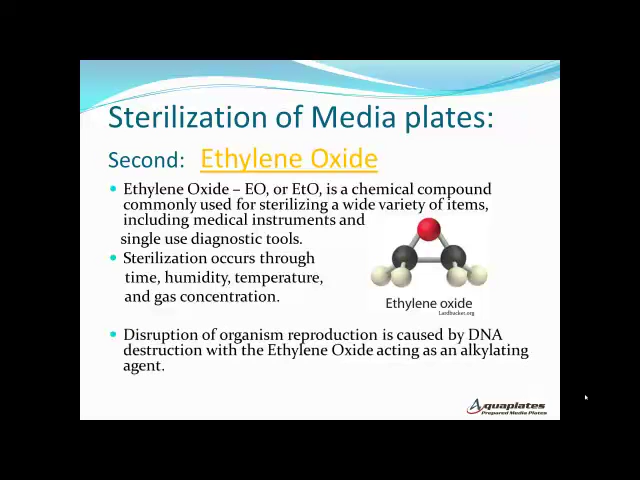 Sterilization of Media plates:
Second: Ethylene Oxide
• Ethylene Oxide – EO, or EtO, is a chemical compound
commonly used for sterilizing a wide variety of items,
including medical instruments and
single use diagnostic tools.
• Sterilization occurs through
time, humidity, temperature,
and gas concentration.
Ethylene oxide
Lardbucket.org
• Disruption of organism reproduction is caused by DNA
destruction with the Ethylene Oxide acting as an alkylating
agent.
Aquaplates
Prepared Media Plates